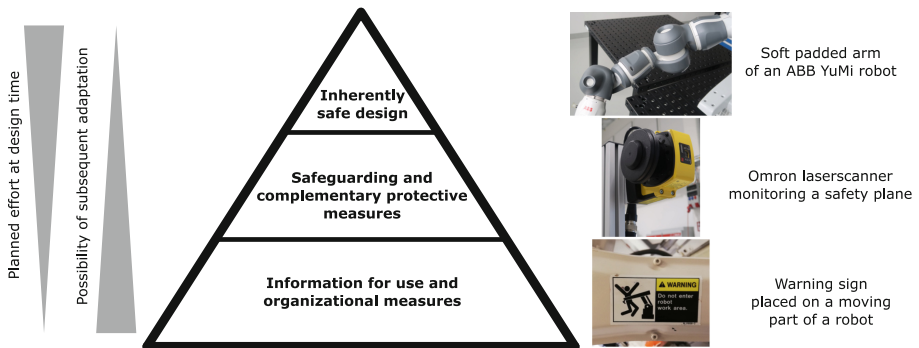 Planned effort at design time
Possibility of subsequent adaptation
Inherently
safe design
Safeguarding and
complementary protective
measures
Information for use and
organizational measures
Soft padded arm
of an ABB YuMi robot
Omron laserscanner
monitoring a safety plane
WARNING
Do not enter
robot
work area.
Warning sign
placed on a moving
part of a robot